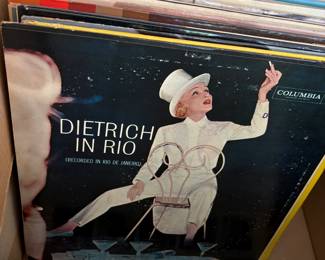 COLUMBIA
DIETRICH
IN RIO
(RECORDED IN RIO DE JANEIRO)